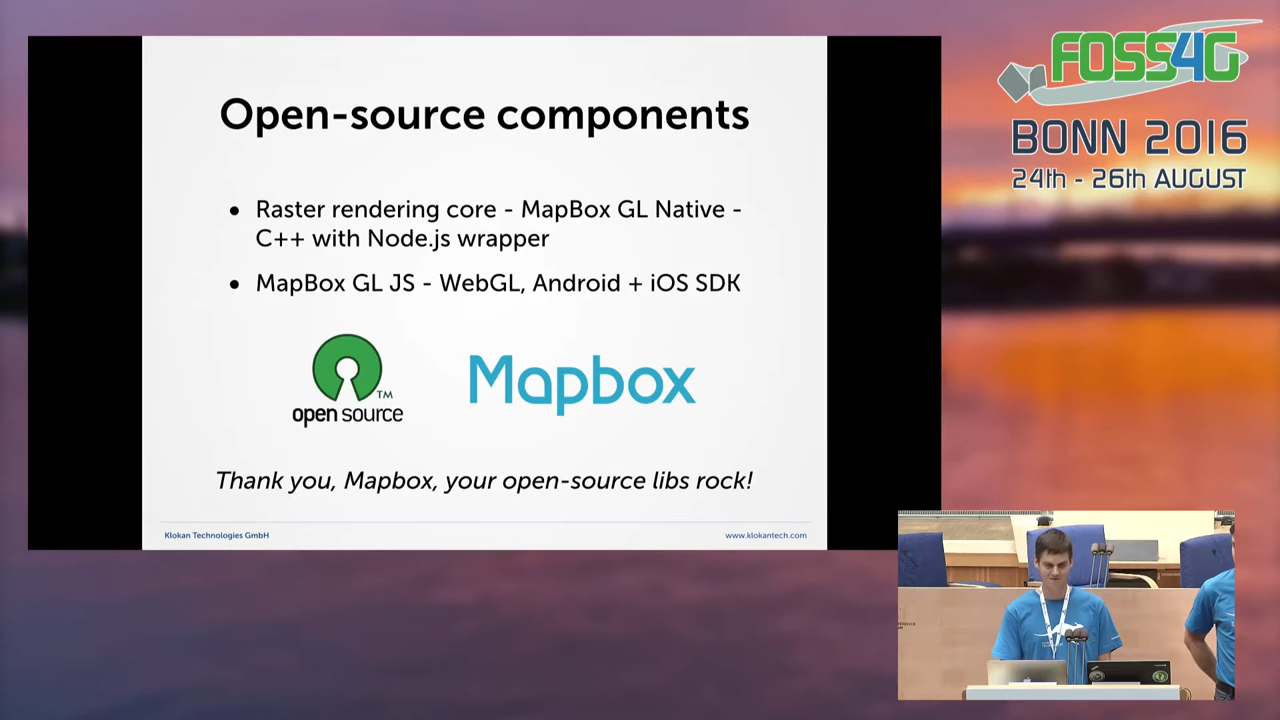 Open-source components
• Raster rendering core - MapBox GL Native -
C++ with Node.js wrapper
• MapBox GL JS - WebGL, Android + iOS SDK
TM
open source
Mapbox
Thank you, Mapbox, your open-source libs rock!
Klokan Technologies GmbH
www.klokantech.com
FOSS4G
BONN 2016
24th - 26th AUGUST